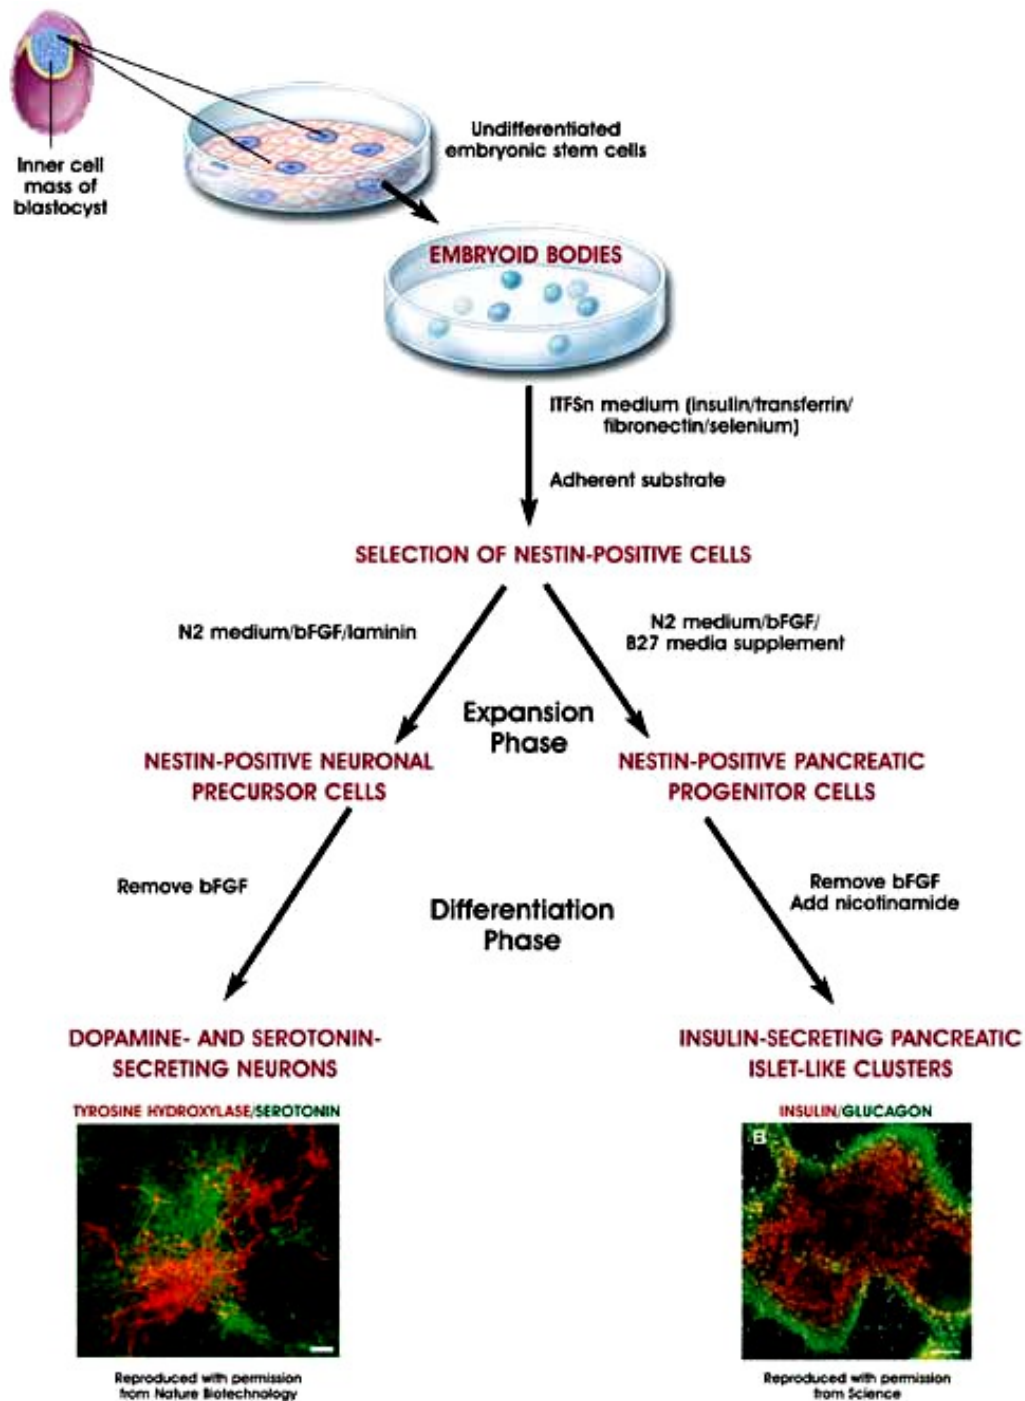 Inner cell
mass of
blastocyst
Undifferentiated
embryonic stem cells
EMBRYOID BODIES
ITFSn medium (insulin/transferrin/
fibronectin/selenium)
Adherent substrate
SELECTION OF NESTIN-POSITIVE CELLS
N2 medium/bFGF/laminin
N2 medium/bFGF/
B27 media supplement
Expansion
Phase
NESTIN-POSITIVE NEURONAL
PRECURSOR CELLS
NESTIN-POSITIVE PANCREATIC
PROGENITOR CELLS
Remove bFGF
Remove bFGF
Add nicotinamide
Differentiation
Phase
DOPAMINE- AND SEROTONIN-
SECRETING NEURONS
INSULIN-SECRETING PANCREATIC
ISLET-LIKE CLUSTERS
TYROSINE HYDROXYLASE/SEROTONIN
INSULIN/GLUCAGON
B
Reproduced with permission
from Nature Biotechnology
Reproduced with permission
from Science